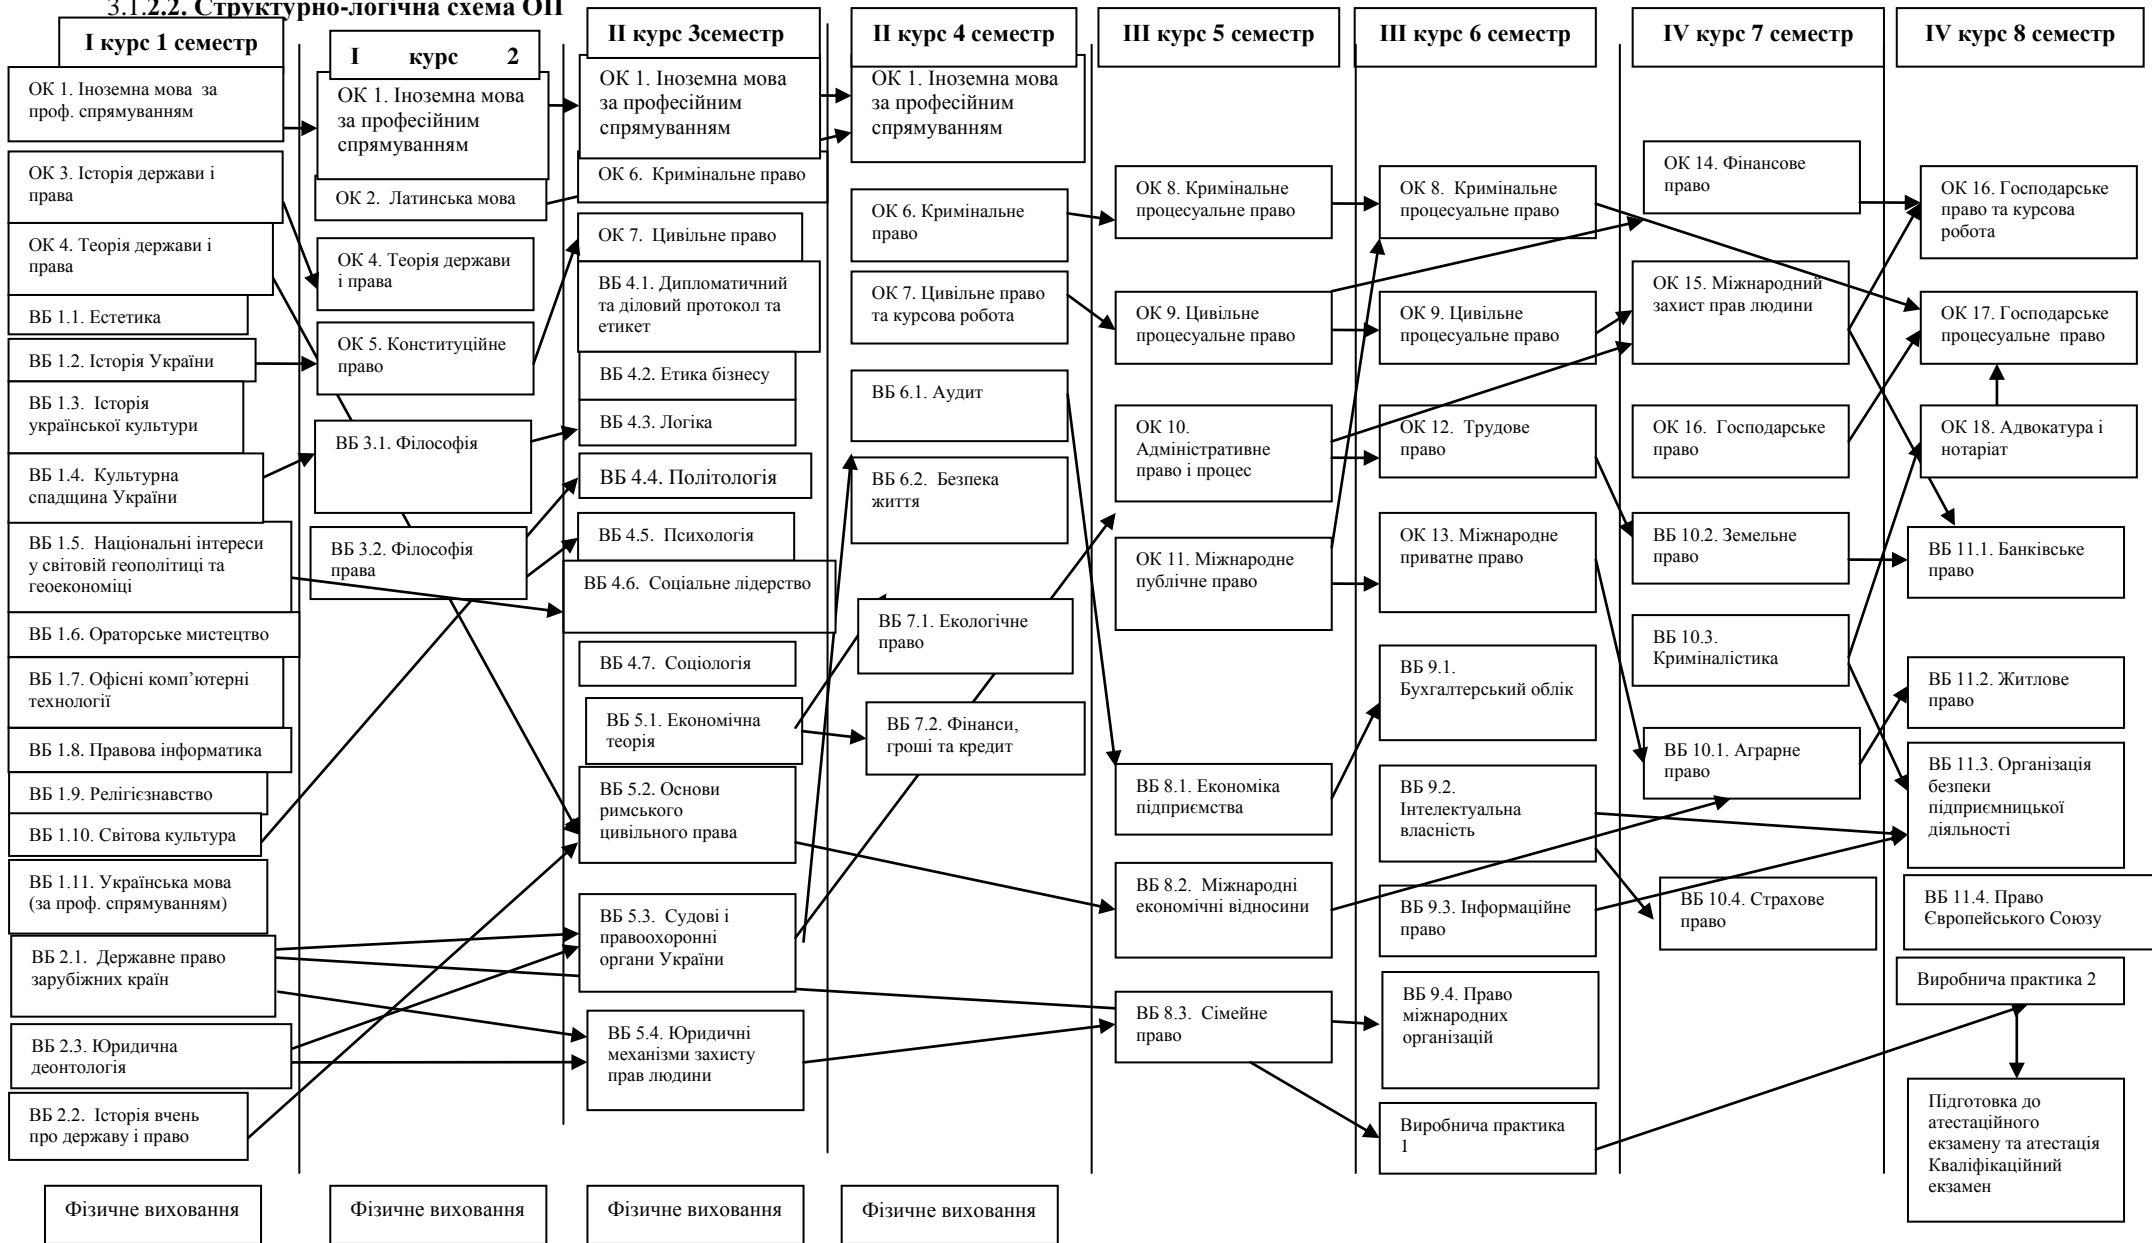 3.1.2.2. Структурно-логічна схема ОП
І курс 1 семестр
ОК 1. Іноземна мова за
проф. спрямуванням
ОК 3. Історія держави і
права
ОК 4. Теорія держави і
права
ВБ 1.1. Естетика
ВБ 1.2. Історія України
ВБ 1.3. Історія
української культури
ВБ 1.4. Культурна
спадщина України
ВБ 1.5. Національні інтереси
у світовій геополітиці та
геоекономіці
ВБ 1.6. Ораторське мистецтво
ВБ 1.7. Офісні комп’ютерні
технології
ВБ 1.8. Правова інформатика
ВБ 1.9. Релігієзнавство
ВБ 1.10. Світова культура
ВБ 1.11. Українська мова
(за проф. спрямуванням)
ВБ 2.1. Державне право
зарубіжних країн
ВБ 2.3. Юридична
деонтологія
ВБ 2.2. Історія вчень
про державу і право
Фізичне виховання
І курс 2
ОК 1. Іноземна мова
за професійним
спрямуванням
ОК 2. Латинська мова
ОК 4. Теорія держави
і права
ОК 5. Конституційне
право
ВБ 3.1. Філософія
ВБ 3.2. Філософія
права
Фізичне виховання
ІІ курс 3семестр
ОК 1. Іноземна мова
за професійним
спрямуванням
ОК 6. Кримінальне право
ОК 7. Цивільне право
ВБ 4.1. Дипломатичний
та діловий протокол та
етикет
ВБ 4.2. Етика бізнесу
ВБ 4.3. Логіка
ВБ 4.4. Політологія
ВБ 4.5. Психологія
ВБ 4.6. Соціальне лідерство
ВБ 4.7. Соціологія
ВБ 5.1. Економічна
теорія
ВБ 5.2. Основи
римського
цивільного права
ВБ 5.3. Судові і
правоохоронні
органи України
ВБ 5.4. Юридичні
механізми захисту
прав людини
Фізичне виховання
ІІ курс 4 семестр
ОК 1. Іноземна мова
за професійним
спрямуванням
ОК 6. Кримінальне
право
ОК 7. Цивільне право
та курсова робота
ВБ 6.1. Аудит
ВБ 6.2. Безпека
життя
ВБ 7.1. Екологічне
право
ВБ 7.2. Фінанси,
гроші та кредит
Фізичне виховання
ІІІ курс 5 семестр
ОК 8. Кримінальне
процесуальне право
ОК 9. Цивільне
процесуальне право
ОК 10.
Адміністративне
право і процес
ОК 11. Міжнародне
публічне право
ВБ 8.1. Економіка
підприємства
ВБ 8.2. Міжнародні
економічні відносини
ВБ 8.3. Сімейне
право
ІІІ курс 6 семестр
ОК 8. Кримінальне
процесуальне право
ОК 9. Цивільне
процесуальне право
ОК 12. Трудове
право
ОК 13. Міжнародне
приватне право
ВБ 9.1.
Бухгалтерський облік
ВБ 9.2.
Інтелектуальна
власність
ВБ 9.3. Інформаційне
право
ВБ 9.4. Право
міжнародних
організацій
Виробнича практика
1
ІV курс 7 семестр
ОК 14. Фінансове
право
ОК 15. Міжнародний
захист прав людини
ОК 16. Господарське
право
ВБ 10.2. Земельне
право
ВБ 10.3.
Криміналістика
ВБ 10.1. Аграрне
право
ВБ 10.4. Страхове
право
ІV курс 8 семестр
ОК 16. Господарське
право та курсова
робота
ОК 17. Господарське
процесуальне право
ОК 18. Адвокатура і
нотаріат
ВБ 11.1. Банківське
право
ВБ 11.2. Житлове
право
ВБ 11.3. Організація
безпеки
підприємницької
діяльності
ВБ 11.4. Право
Європейського Союзу
Виробнича практика 2
Підготовка до
атестаційного
екзамену та атестація
Кваліфікаційний
екзамен